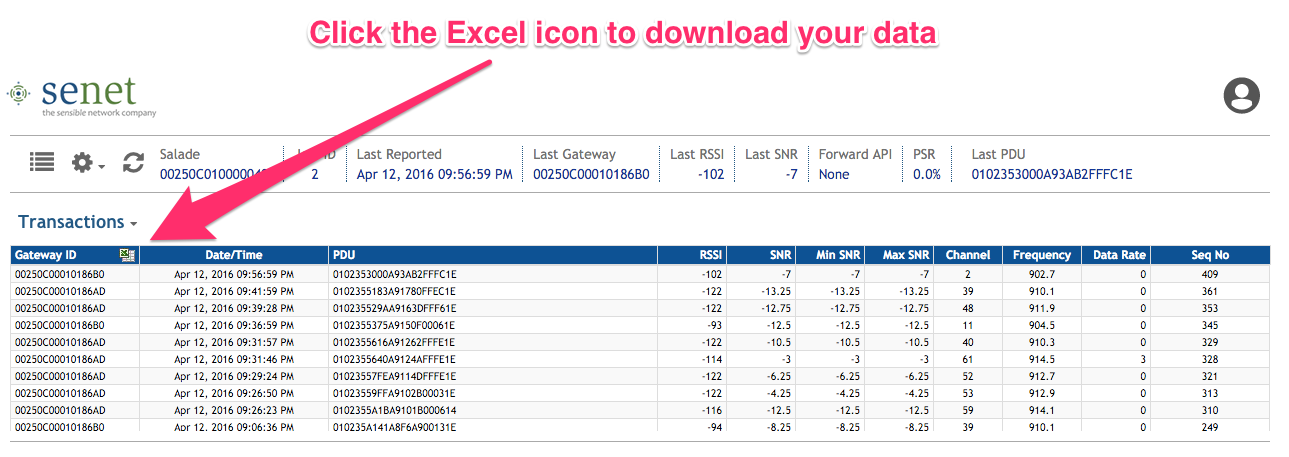 Click the Excel icon to download your data
senet
the sensible network company
Salade ID Last Reported Last Gateway Last RSSI Last SNR Forward API PSR Last PDU
2 Apr 12, 2016 09:56:59 PM 00250C00010186B0 -102 -7 None 0.0% 0102353000A93AB2FFFC1E
Transactions
Gateway ID Date/Time PDU RSSI SNR Min SNR Max SNR Channel Frequency Data Rate Seq No
00250C00010186B0 Apr 12, 2016 09:56:59 PM 0102353000A93AB2FFFC1E -102 -7 -7 -7 2 902.7 0 409
00250C00010186AD Apr 12, 2016 09:41:59 PM 0102355183A91780FFEC1E -122 -13.25 -13.25 -13.25 39 910.1 0 361
00250C00010186AD Apr 12, 2016 09:39:28 PM 010235529AA9163DFFF61E -122 -12.75 -12.75 -12.75 48 911.9 0 353
00250C00010186B0 Apr 12, 2016 09:36:59 PM 0102355375A9150F00061E -93 -12.5 -12.5 -12.5 11 904.5 0 345
00250C00010186AD Apr 12, 2016 09:31:57 PM 0102355616A91262FFFE1E -122 -10.5 -10.5 -10.5 40 910.3 0 329
00250C00010186AD Apr 12, 2016 09:31:46 PM 0102355640A9124AFFFE1E -114 -3 -3 -3 61 914.5 3 328
00250C00010186AD Apr 12, 2016 09:29:24 PM 01023557FEA9114DFFFE1E -122 -6.25 -6.25 -6.25 52 912.7 0 321
00250C00010186AD Apr 12, 2016 09:26:50 PM 01023559FFA9102B00031E -122 -4.25 -4.25 -4.25 53 912.9 0 313
00250C00010186AD Apr 12, 2016 09:26:23 PM 0102355A1BA9101B000614 -116 -12.5 -12.5 -12.5 59 914.1 0 310
00250C00010186B0 Apr 12, 2016 09:06:36 PM 010235A141A8F6A900131E -94 -8.25 -8.25 -8.25 39 910.1 0 249